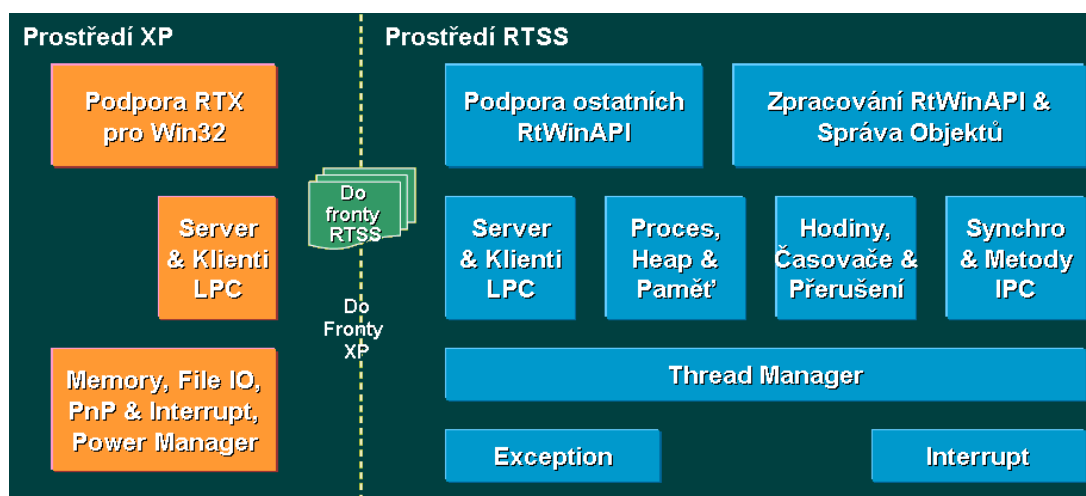 Prostředí XP
Podpora RTX
pro Win32
Server
& Klienti
LPC
Memory, File IO,
PnP & Interrupt,
Power Manager
Do
fronty
RTSS
Do
Fronty
XP
Prostředí RTSS
Podpora ostatních
RtWinAPI
Zpracování RtWinAPI &
Správa Objektů
Server
& Klienti
LPC
Proces,
Heap &
Paměť
Hodiny,
Časovače &
Přerušení
Synchro
& Metody
IPC
Thread Manager
Exception
Interrupt